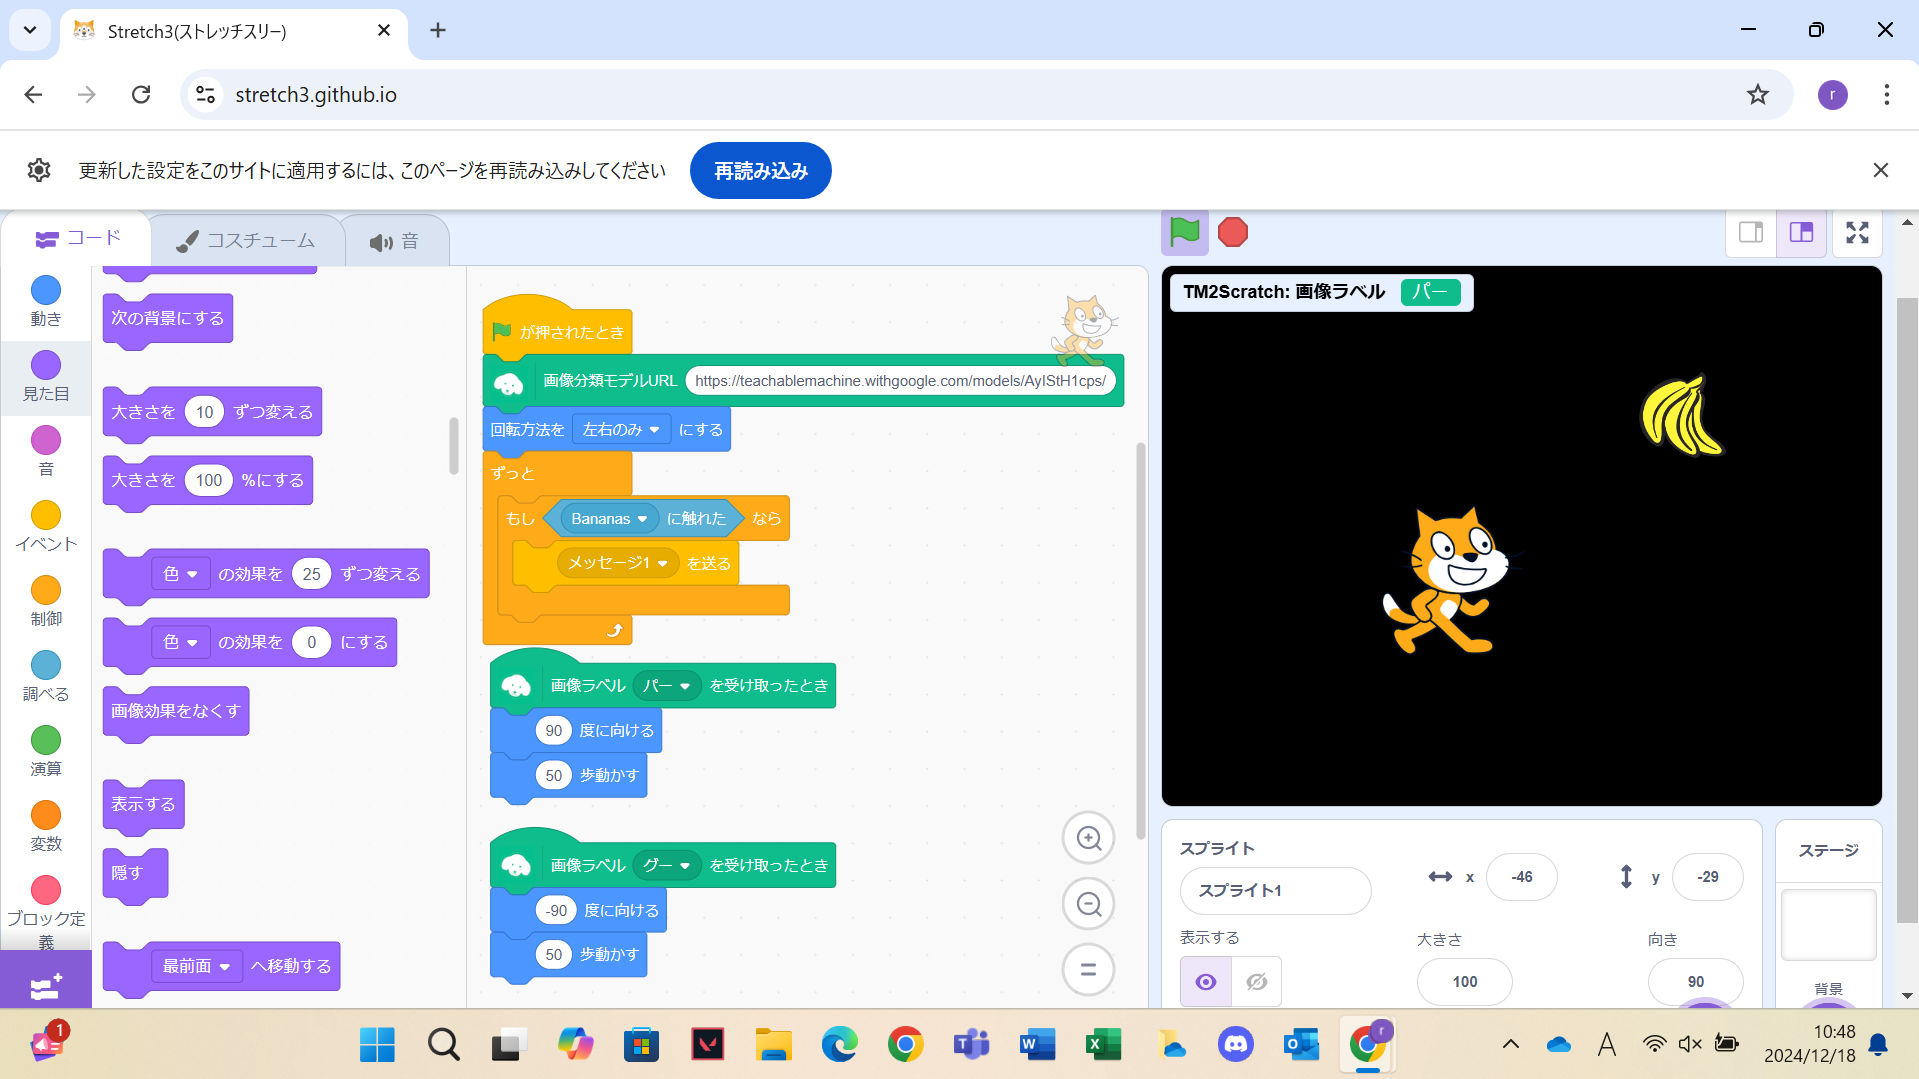 Stretch3(ストレッチスリー)
stretch3.github.io
r
更新した設定をこのサイトに適用するには、このページを再読み込みしてください
再読み込み
コード
コスチューム
音
動き
見た目
音
イベント
制御
調べる
演算
変数
ブロック定義
次の背景にする
大きさを 10 ずつ変える
大きさを 100 %にする
色 の効果を 25 ずつ変える
色 の効果を 0 にする
画像効果をなくす
表示する
隠す
最前面 へ移動する
が押されたとき
画像分類モデルURL https://teachablemachine.withgoogle.com/models/AyIStH1cps/
回転方法を 左右のみ にする
ずっと
もし Bananas に触れた なら
メッセージ1 を送る
画像ラベル パー を受け取ったとき
90 度に向ける
50 歩動かす
画像ラベル グー を受け取ったとき
-90 度に向ける
50 歩動かす
TM2Scratch: 画像ラベル パー
スプライト
スプライト1
x -46
y -29
表示する
大きさ
100
向き
90
ステージ
背景
1
r
A
10:48
2024/12/18